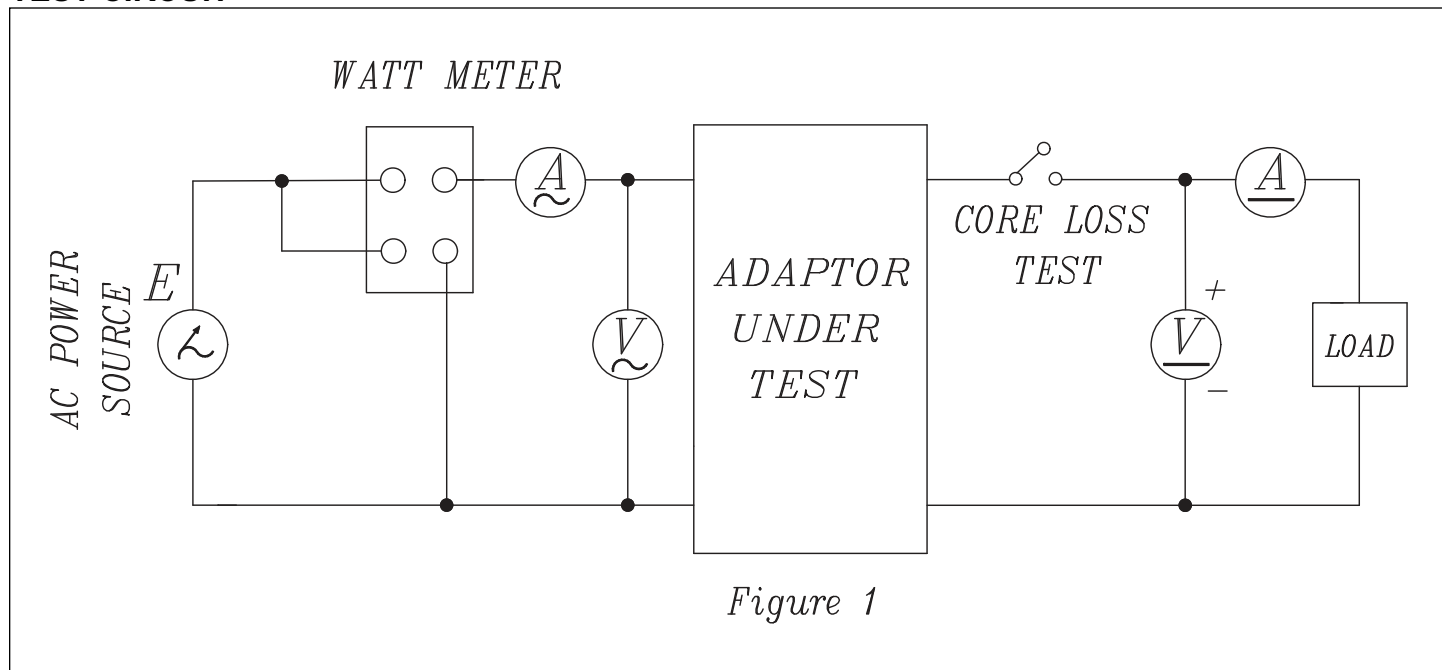 WATT METER
A
A
CORE LOSS
TEST
AC POWER
SOURCE
E
V
ADAPTOR
UNDER
TEST
+
V
-
LOAD
Figure 1